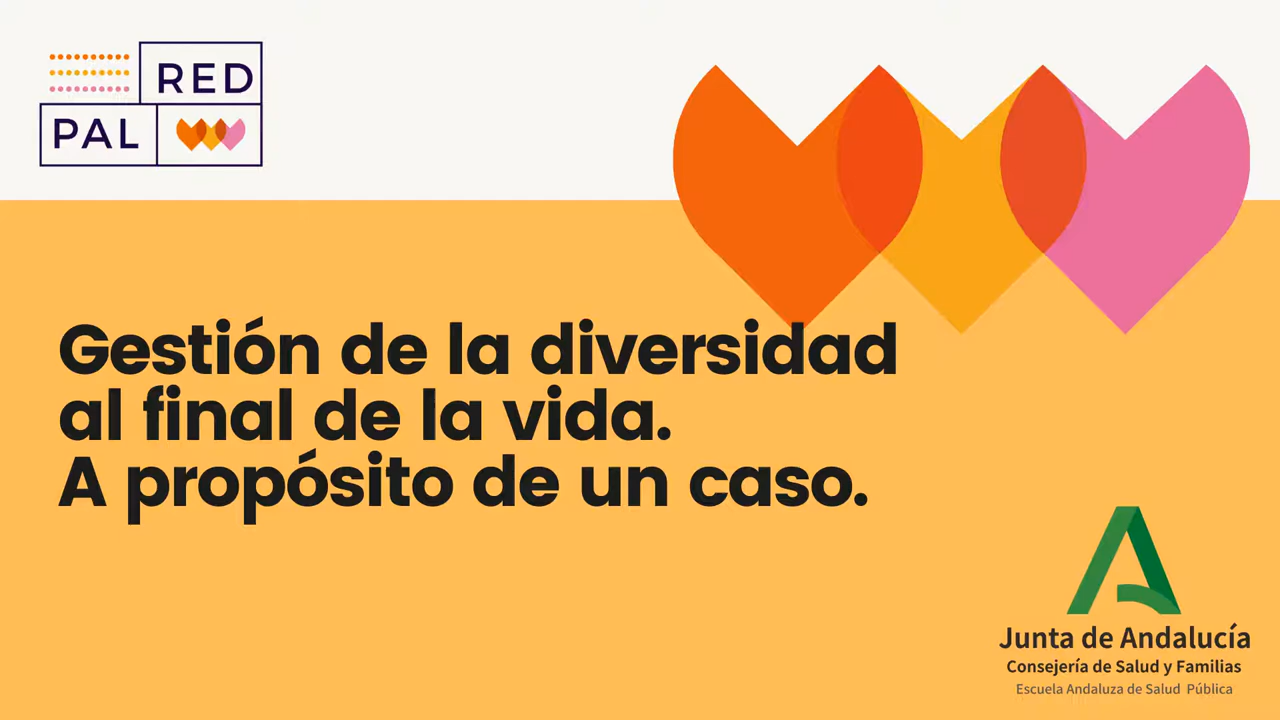 RED
PAL
Gestión de la diversidad
al final de la vida.
A propósito de un caso.
Junta de Andalucía
Consejería de Salud y Familias
Escuela Andaluza de Salud Pública